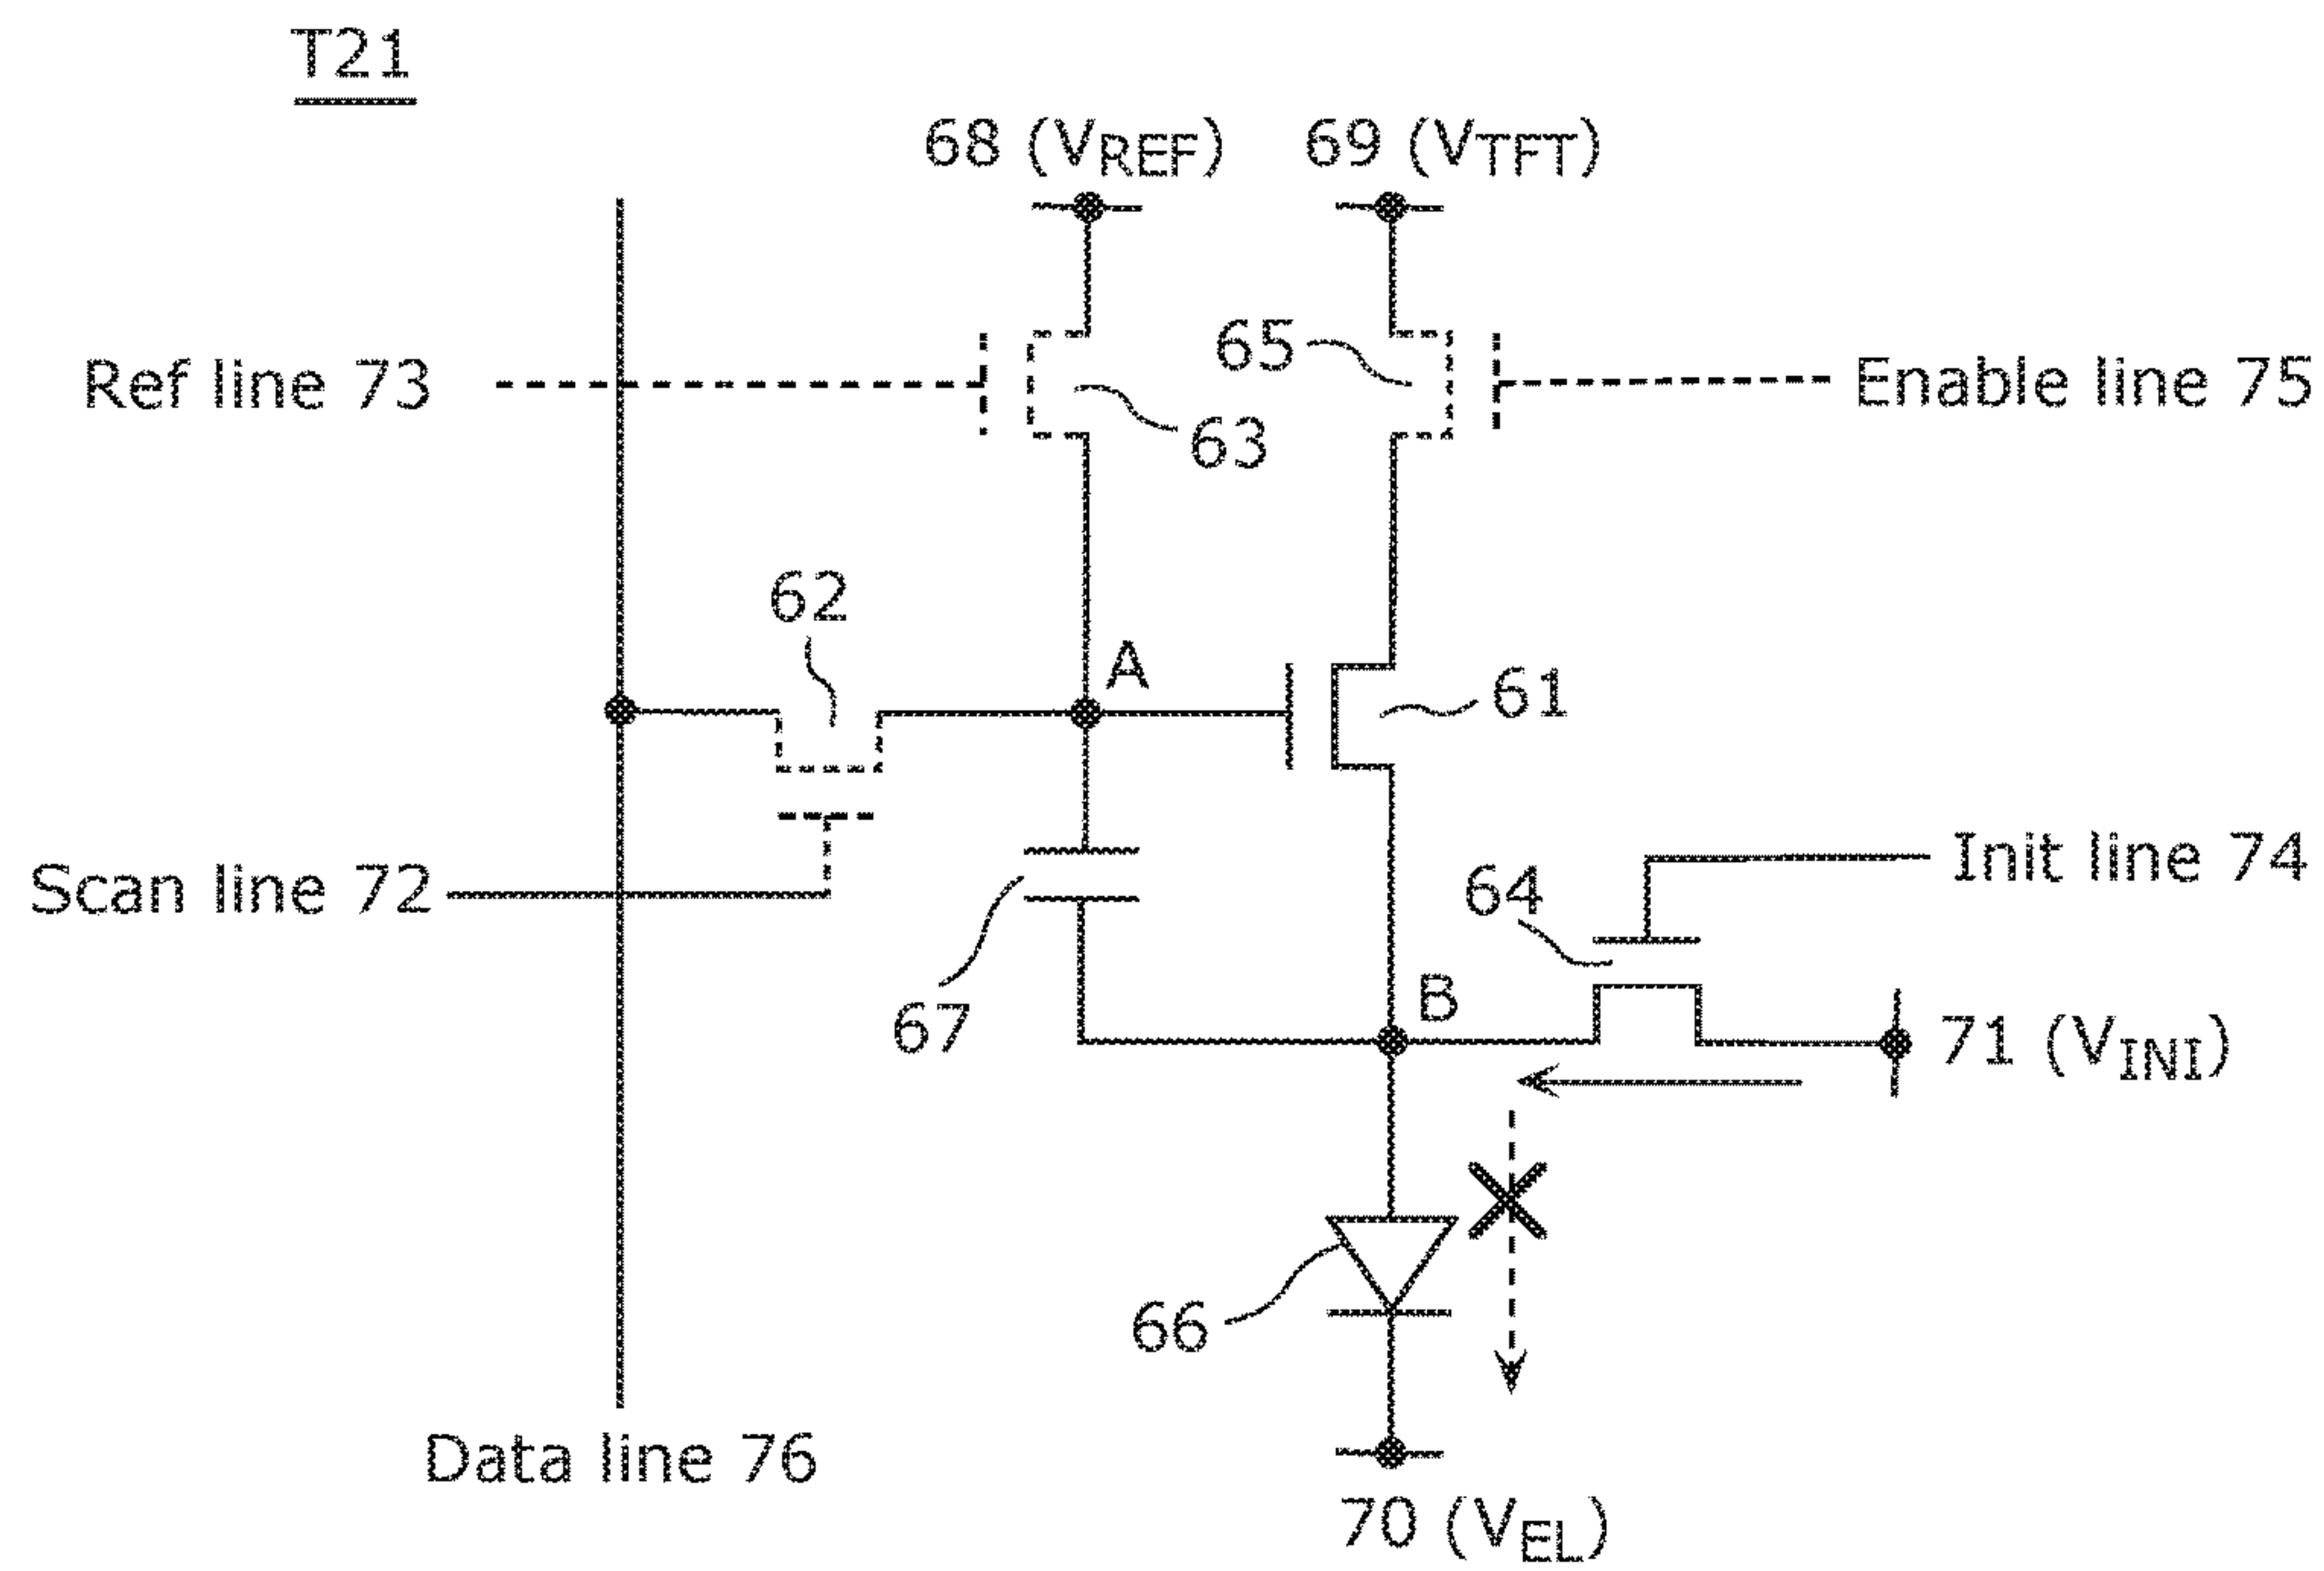 T21
68 (VREF)
69 (VTFT)
Ref line 73
65
63
Enable line 75
62
A
61
Scan line 72
67
64
Init line 74
B
71 (VINI)
66
Data line 76
70 (VEL)